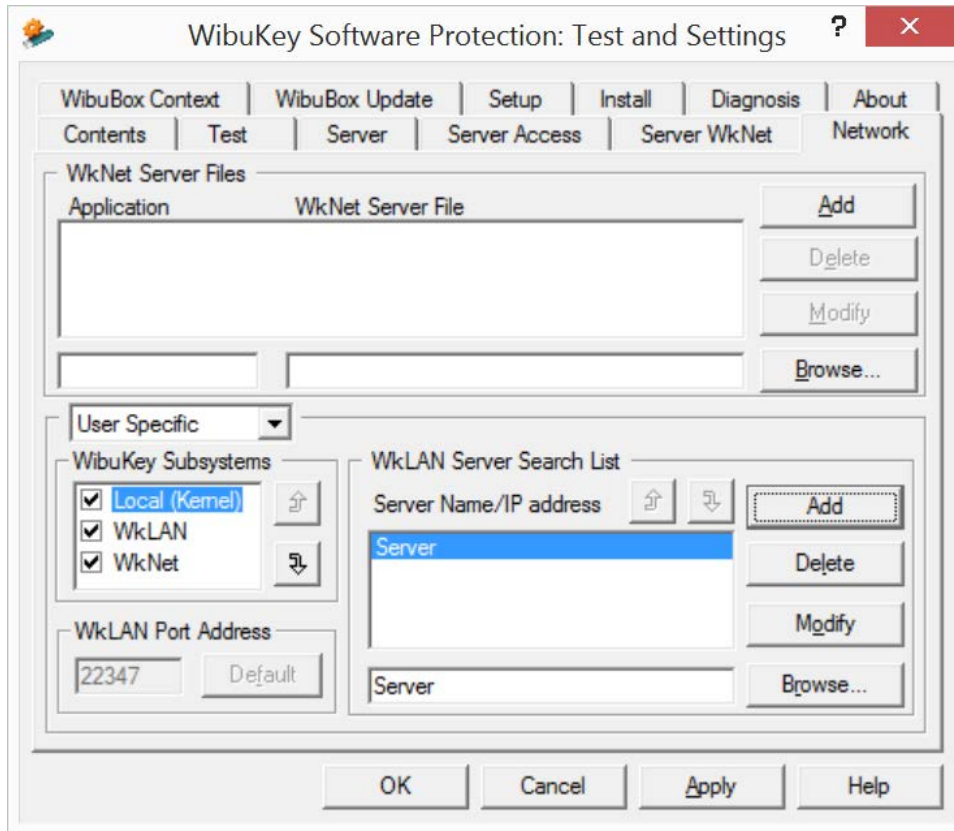 WibuKey Software Protection: Test and Settings ? ×
WibuBox Context WibuBox Update Setup Install Diagnosis About
Contents Test Server Server Access Server WkNet Network
WkNet Server Files
Application WkNet Server File
Add
Delete
Modify
Browse...
User Specific
WibuKey Subsystems
Local (Kernel)
WkLAN
WkNet
WkLAN Port Address
22347 Default
WkLAN Server Search List
Server Name/IP address
Server
Server
Add
Delete
Modify
Browse...
OK Cancel Apply Help